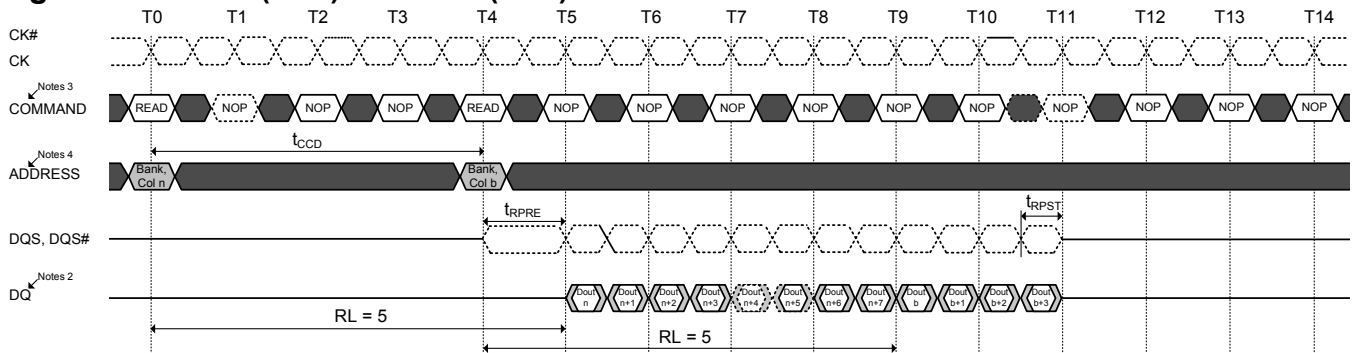 T0 T1 T2 T3 T4 T5 T6 T7 T8 T9 T10 T11 T12 T13 T14
CK#
CK
Notes 3
COMMAND READ NOP NOP NOP READ NOP NOP NOP NOP NOP NOP NOP NOP NOP NOP
tCCD
Notes 4
ADDRESS
Bank, Col n
Bank, Col b
tRPRE
tRPST
DQS, DQS#
Notes 2
DQ
Dout n
Dout n+1
Dout n+2
Dout n+3
Dout n+4
Dout n+5
Dout n+6
Dout n+7
Dout b
Dout b+1
Dout b+2
Dout b+3
RL = 5
RL = 5